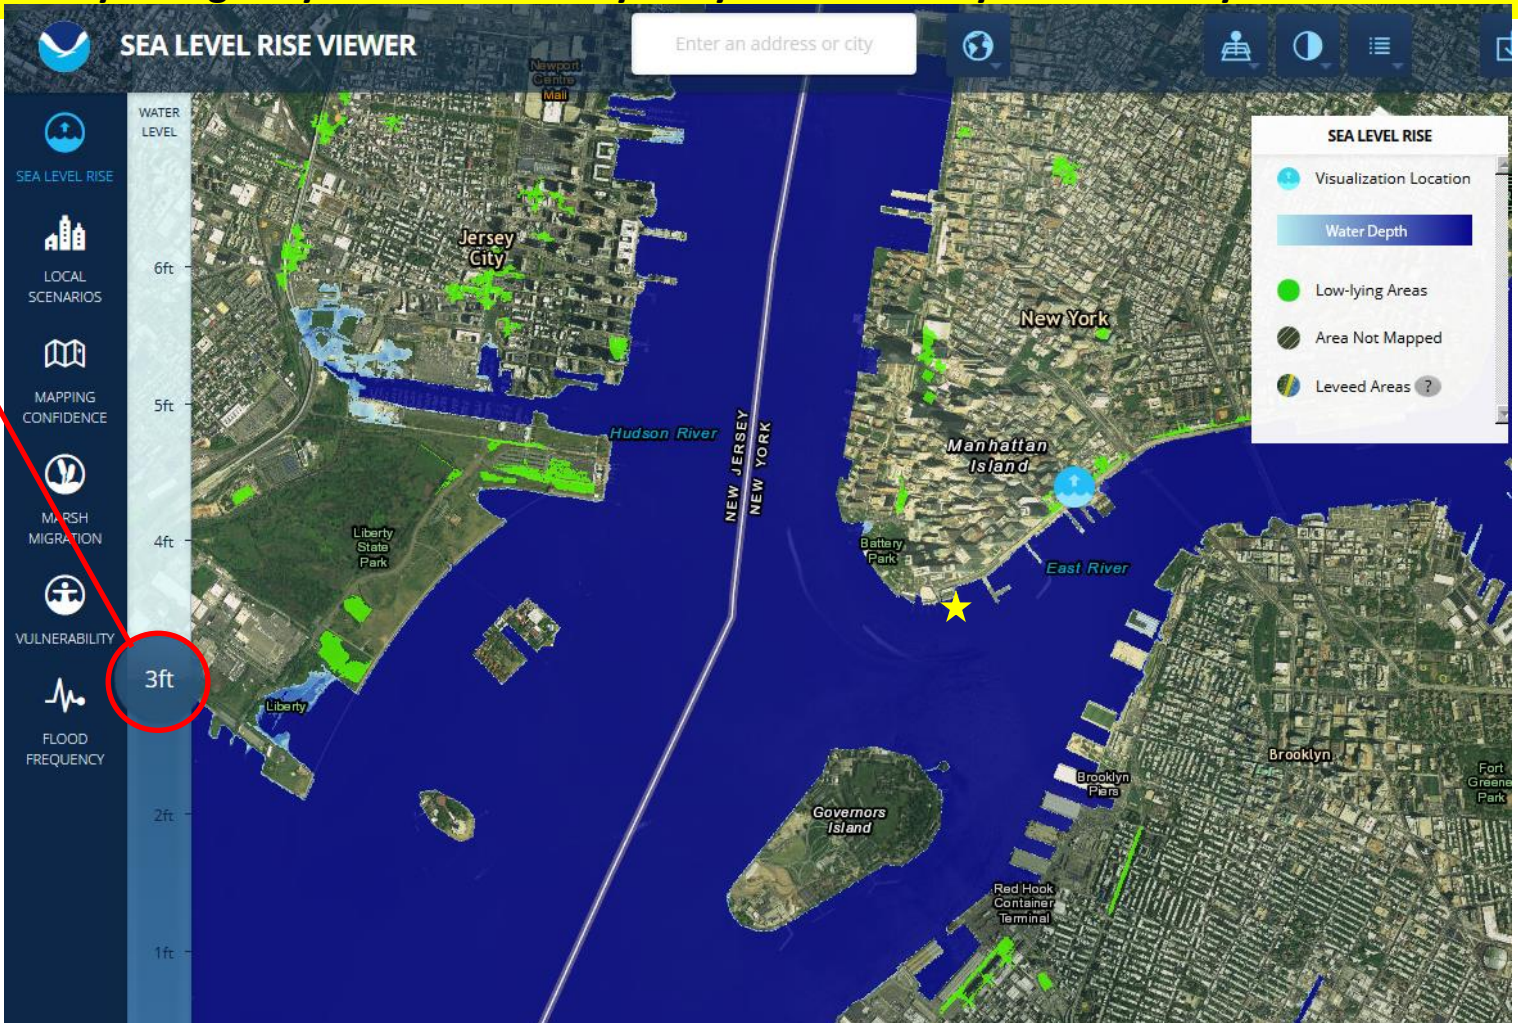 SEA LEVEL RISE VIEWER
Enter an address or city
Newport
Centre
Mall
WATER
LEVEL
SEA LEVEL RISE
LOCAL
SCENARIOS
MAPPING
CONFIDENCE
MARSH
MIGRATION
VULNERABILITY
FLOOD
FREQUENCY
6ft
5ft
4ft
3ft
2ft
1ft
Jersey
City
Hudson River
NEW JERSEY
NEW YORK
Liberty
State
Park
Liberty
New York
Manhattan
Island
Battery
Park
East River
Governors
Island
Brooklyn
Piers
Brooklyn
Fort
Greene
Park
Red Hook
Container
Terminal
SEA LEVEL RISE
Visualization Location
Water Depth
Low-lying Areas
Area Not Mapped
Leveed Areas ?